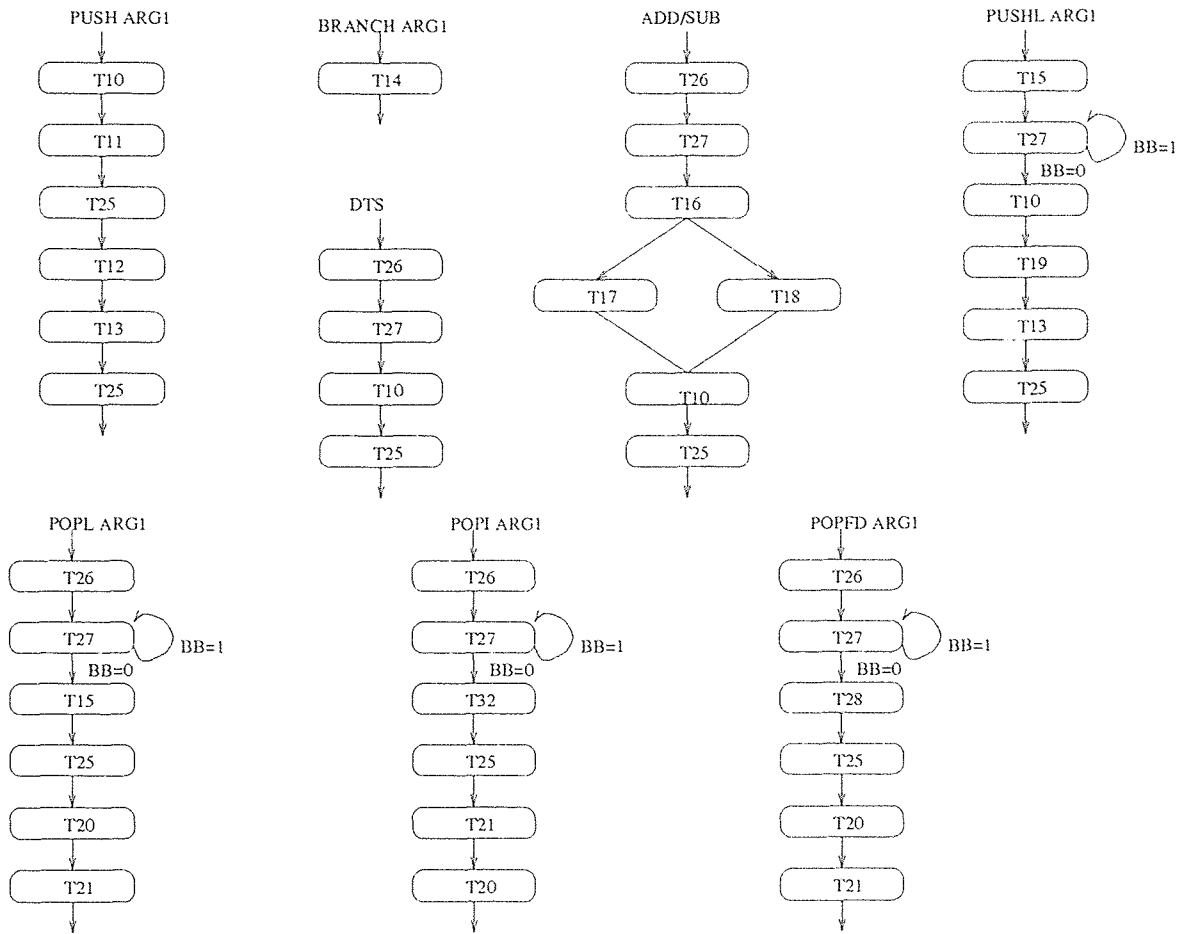 PUSH ARG1
T10
T11
T25
T12
T13
T25
BRANCH ARG1
T14
DTS
T26
T27
T10
T25
ADD/SUB
T26
T27
T16
T17
T18
T10
T25
PUSHL ARG1
T15
T27
BB=1
BB=0
T10
T19
T13
T25
POPL ARG1
T26
T27
BB=1
BB=0
T15
T25
T20
T21
POPI ARG1
T26
T27
BB=1
BB=0
T32
T25
T21
T20
POPFD ARG1
T26
T27
BB=1
BB=0
T28
T25
T20
T21